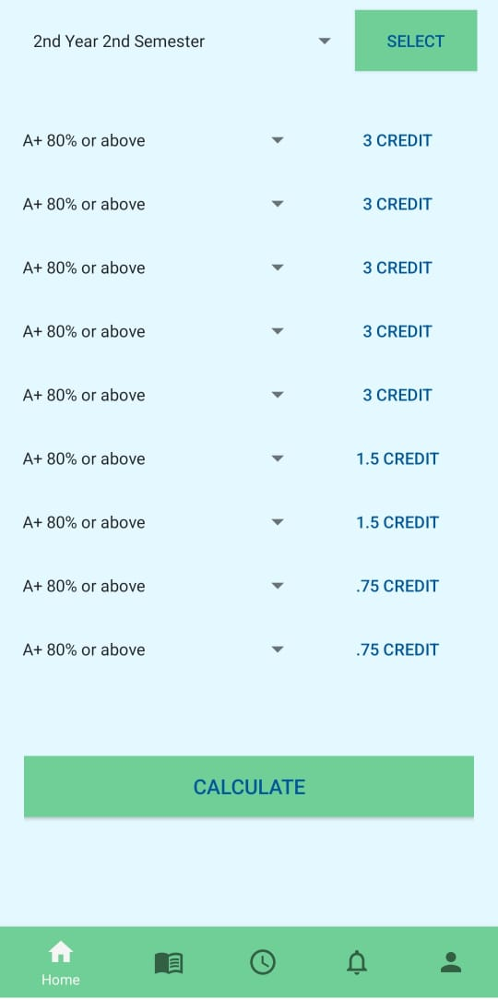 2nd Year 2nd Semester SELECT
A+ 80% or above 3 CREDIT
A+ 80% or above 3 CREDIT
A+ 80% or above 3 CREDIT
A+ 80% or above 3 CREDIT
A+ 80% or above 3 CREDIT
A+ 80% or above 1.5 CREDIT
A+ 80% or above 1.5 CREDIT
A+ 80% or above .75 CREDIT
A+ 80% or above .75 CREDIT
CALCULATE
Home